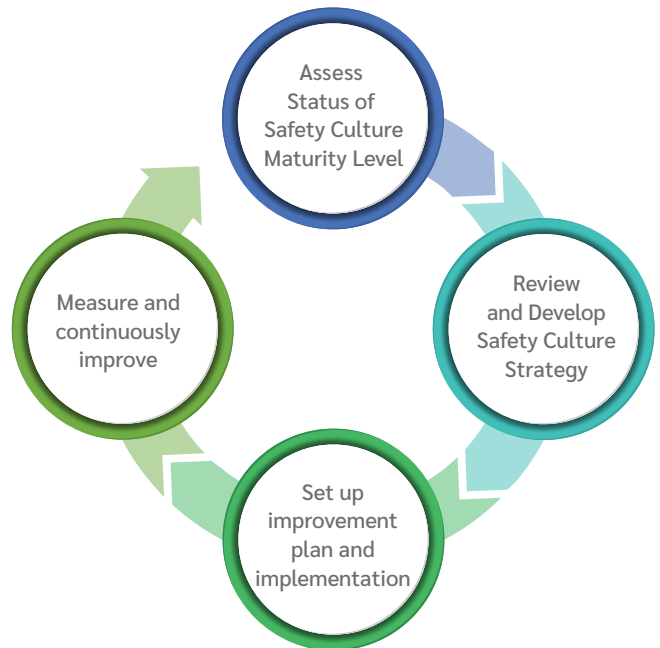 Assess
Status of
Safety Culture
Maturity Level
Review
and Develop
Safety Culture
Strategy
Set up
improvement
plan and
implementation
Measure and
continuously
improve